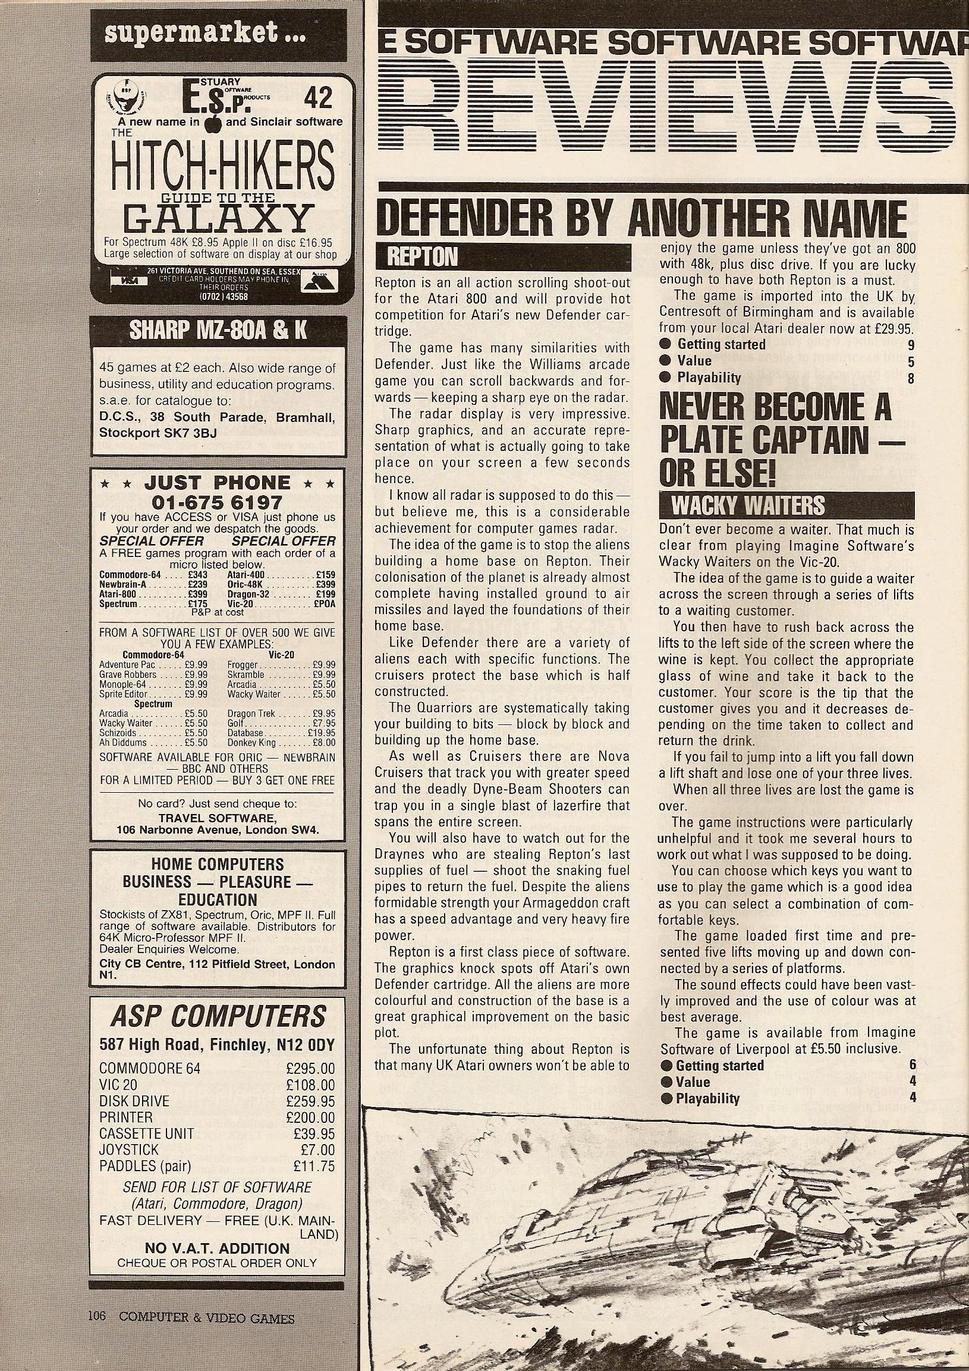 supermarket ...
ESTUARY
SOFTWARE
PRODUCTS
E.S.P. 42
A new name in and Sinclair software
THE
HITCH-HIKERS
GUIDE TO THE
GALAXY
For Spectrum 48K £8.95 Apple II on disc £16.95
Large selection of software on display at our shop
261 VICTORIA AVE, SOUTHEND ON SEA, ESSEX
CREDIT CARD HOLDERS MAY PHONE IN
THEIR ORDERS
(0702) 43568
VISA
SHARP MZ-80A & K
45 games at £2 each. Also wide range of
business, utility and education programs.
s.a.e. for catalogue to:
D.C.S., 38 South Parade, Bramhall,
Stockport SK7 3BJ
★ ★ JUST PHONE ★ ★
01-675 6197
If you have ACCESS or VISA just phone us
your order and we despatch the goods.
SPECIAL OFFER SPECIAL OFFER
A FREE games program with each order of a
micro listed below.
Commodore-64 .... £343 Atari-400 .......... £159
Newbrain-A ........ £239 Oric-48K ........... £399
Atari-800 ........... £399 Dragon-32 ......... £199
Spectrum ........... £175 Vic-20 .............. £POA
P&P at cost
FROM A SOFTWARE LIST OF OVER 500 WE GIVE
YOU A FEW EXAMPLES:
Commodore-64 Vic-20
Adventure Pac ..... £9.99 Frogger ........... £9.99
Grave Robbers ..... £9.99 Skramble .......... £9.99
Monople-64 ........ £9.99 Arcadia ........... £5.50
Sprite Editor ....... £9.99 Wacky Waiter ..... £5.50
Spectrum
Arcadia ............ £5.50 Dragon Trek ....... £9.95
Wacky Waiter ..... £5.50 Golf ............... £7.95
Schizoids .......... £5.50 Database .......... £19.95
Ah Diddums ....... £5.50 Donkey King ...... £8.00
SOFTWARE AVAILABLE FOR ORIC — NEWBRAIN
— BBC AND OTHERS
FOR A LIMITED PERIOD — BUY 3 GET ONE FREE
No card? Just send cheque to:
TRAVEL SOFTWARE,
106 Narbonne Avenue, London SW4.
HOME COMPUTERS
BUSINESS — PLEASURE —
EDUCATION
Stockists of ZX81, Spectrum, Oric, MPF II. Full
range of software available. Distributors for
64K Micro-Professor MPF II.
Dealer Enquiries Welcome.
City CB Centre, 112 Pitfield Street, London
N1.
ASP COMPUTERS
587 High Road, Finchley, N12 0DY
COMMODORE 64 £295.00
VIC 20 £108.00
DISK DRIVE £259.95
PRINTER £200.00
CASSETTE UNIT £39.95
JOYSTICK £7.00
PADDLES (pair) £11.75
SEND FOR LIST OF SOFTWARE
(Atari, Commodore, Dragon)
FAST DELIVERY — FREE (U.K. MAIN-
LAND)
NO V.A.T. ADDITION
CHEQUE OR POSTAL ORDER ONLY
106 COMPUTER & VIDEO GAMES
E SOFTWARE SOFTWARE SOFTWAR
REVIEWS
DEFENDER BY ANOTHER NAME
REPTON
Repton is an all action scrolling shoot-out
for the Atari 800 and will provide hot
competition for Atari's new Defender car-
tridge.
The game has many similarities with
Defender. Just like the Williams arcade
game you can scroll backwards and for-
wards — keeping a sharp eye on the radar.
The radar display is very impressive.
Sharp graphics, and an accurate repre-
sentation of what is actually going to take
place on your screen a few seconds
hence.
I know all radar is supposed to do this —
but believe me, this is a considerable
achievement for computer games radar.
The idea of the game is to stop the aliens
building a home base on Repton. Their
colonisation of the planet is already almost
complete having installed ground to air
missiles and layed the foundations of their
home base.
Like Defender there are a variety of
aliens each with specific functions. The
cruisers protect the base which is half
constructed.
The Quarriors are systematically taking
your building to bits — block by block and
building up the home base.
As well as Cruisers there are Nova
Cruisers that track you with greater speed
and the deadly Dyne-Beam Shooters can
trap you in a single blast of lazerfire that
spans the entire screen.
You will also have to watch out for the
Draynes who are stealing Repton's last
supplies of fuel — shoot the snaking fuel
pipes to return the fuel. Despite the aliens
formidable strength your Armageddon craft
has a speed advantage and very heavy fire
power.
Repton is a first class piece of software.
The graphics knock spots off Atari's own
Defender cartridge. All the aliens are more
colourful and construction of the base is a
great graphical improvement on the basic
plot.
The unfortunate thing about Repton is
that many UK Atari owners won't be able to
enjoy the game unless they've got an 800
with 48k, plus disc drive. If you are lucky
enough to have both Repton is a must.
The game is imported into the UK by
Centresoft of Birmingham and is available
from your local Atari dealer now at £29.95.
● Getting started 9
● Value 5
● Playability 8
NEVER BECOME A
PLATE CAPTAIN —
OR ELSE!
WACKY WAITERS
Don't ever become a waiter. That much is
clear from playing Imagine Software's
Wacky Waiters on the Vic-20.
The idea of the game is to guide a waiter
across the screen through a series of lifts
to a waiting customer.
You then have to rush back across the
lifts to the left side of the screen where the
wine is kept. You collect the appropriate
glass of wine and take it back to the
customer. Your score is the tip that the
customer gives you and it decreases de-
pending on the time taken to collect and
return the drink.
If you fail to jump into a lift you fall down
a lift shaft and lose one of your three lives.
When all three lives are lost the game is
over.
The game instructions were particularly
unhelpful and it took me several hours to
work out what I was supposed to be doing.
You can choose which keys you want to
use to play the game which is a good idea
as you can select a combination of com-
fortable keys.
The game loaded first time and pre-
sented five lifts moving up and down con-
nected by a series of platforms.
The sound effects could have been vast-
ly improved and the use of colour was at
best average.
The game is available from Imagine
Software of Liverpool at £5.50 inclusive.
● Getting started 6
● Value 4
● Playability 4